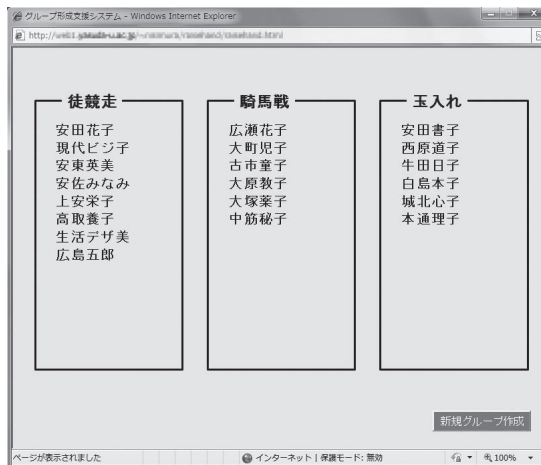 グループ形成支援システム - Windows Internet Explorer
http://
徒競走
安田花子
現代ビジ子
安東英美
安佐みなみ
上安栄子
高取養子
生活デザ美
広島五郎
騎馬戦
広瀬花子
大町児子
古市童子
大原教子
大塚薬子
中筋秘子
玉入れ
安田書子
西原道子
牛田日子
白島本子
城北心子
本通理子
新規グループ作成
ページが表示されました インターネット | 保護モード: 無効 100%